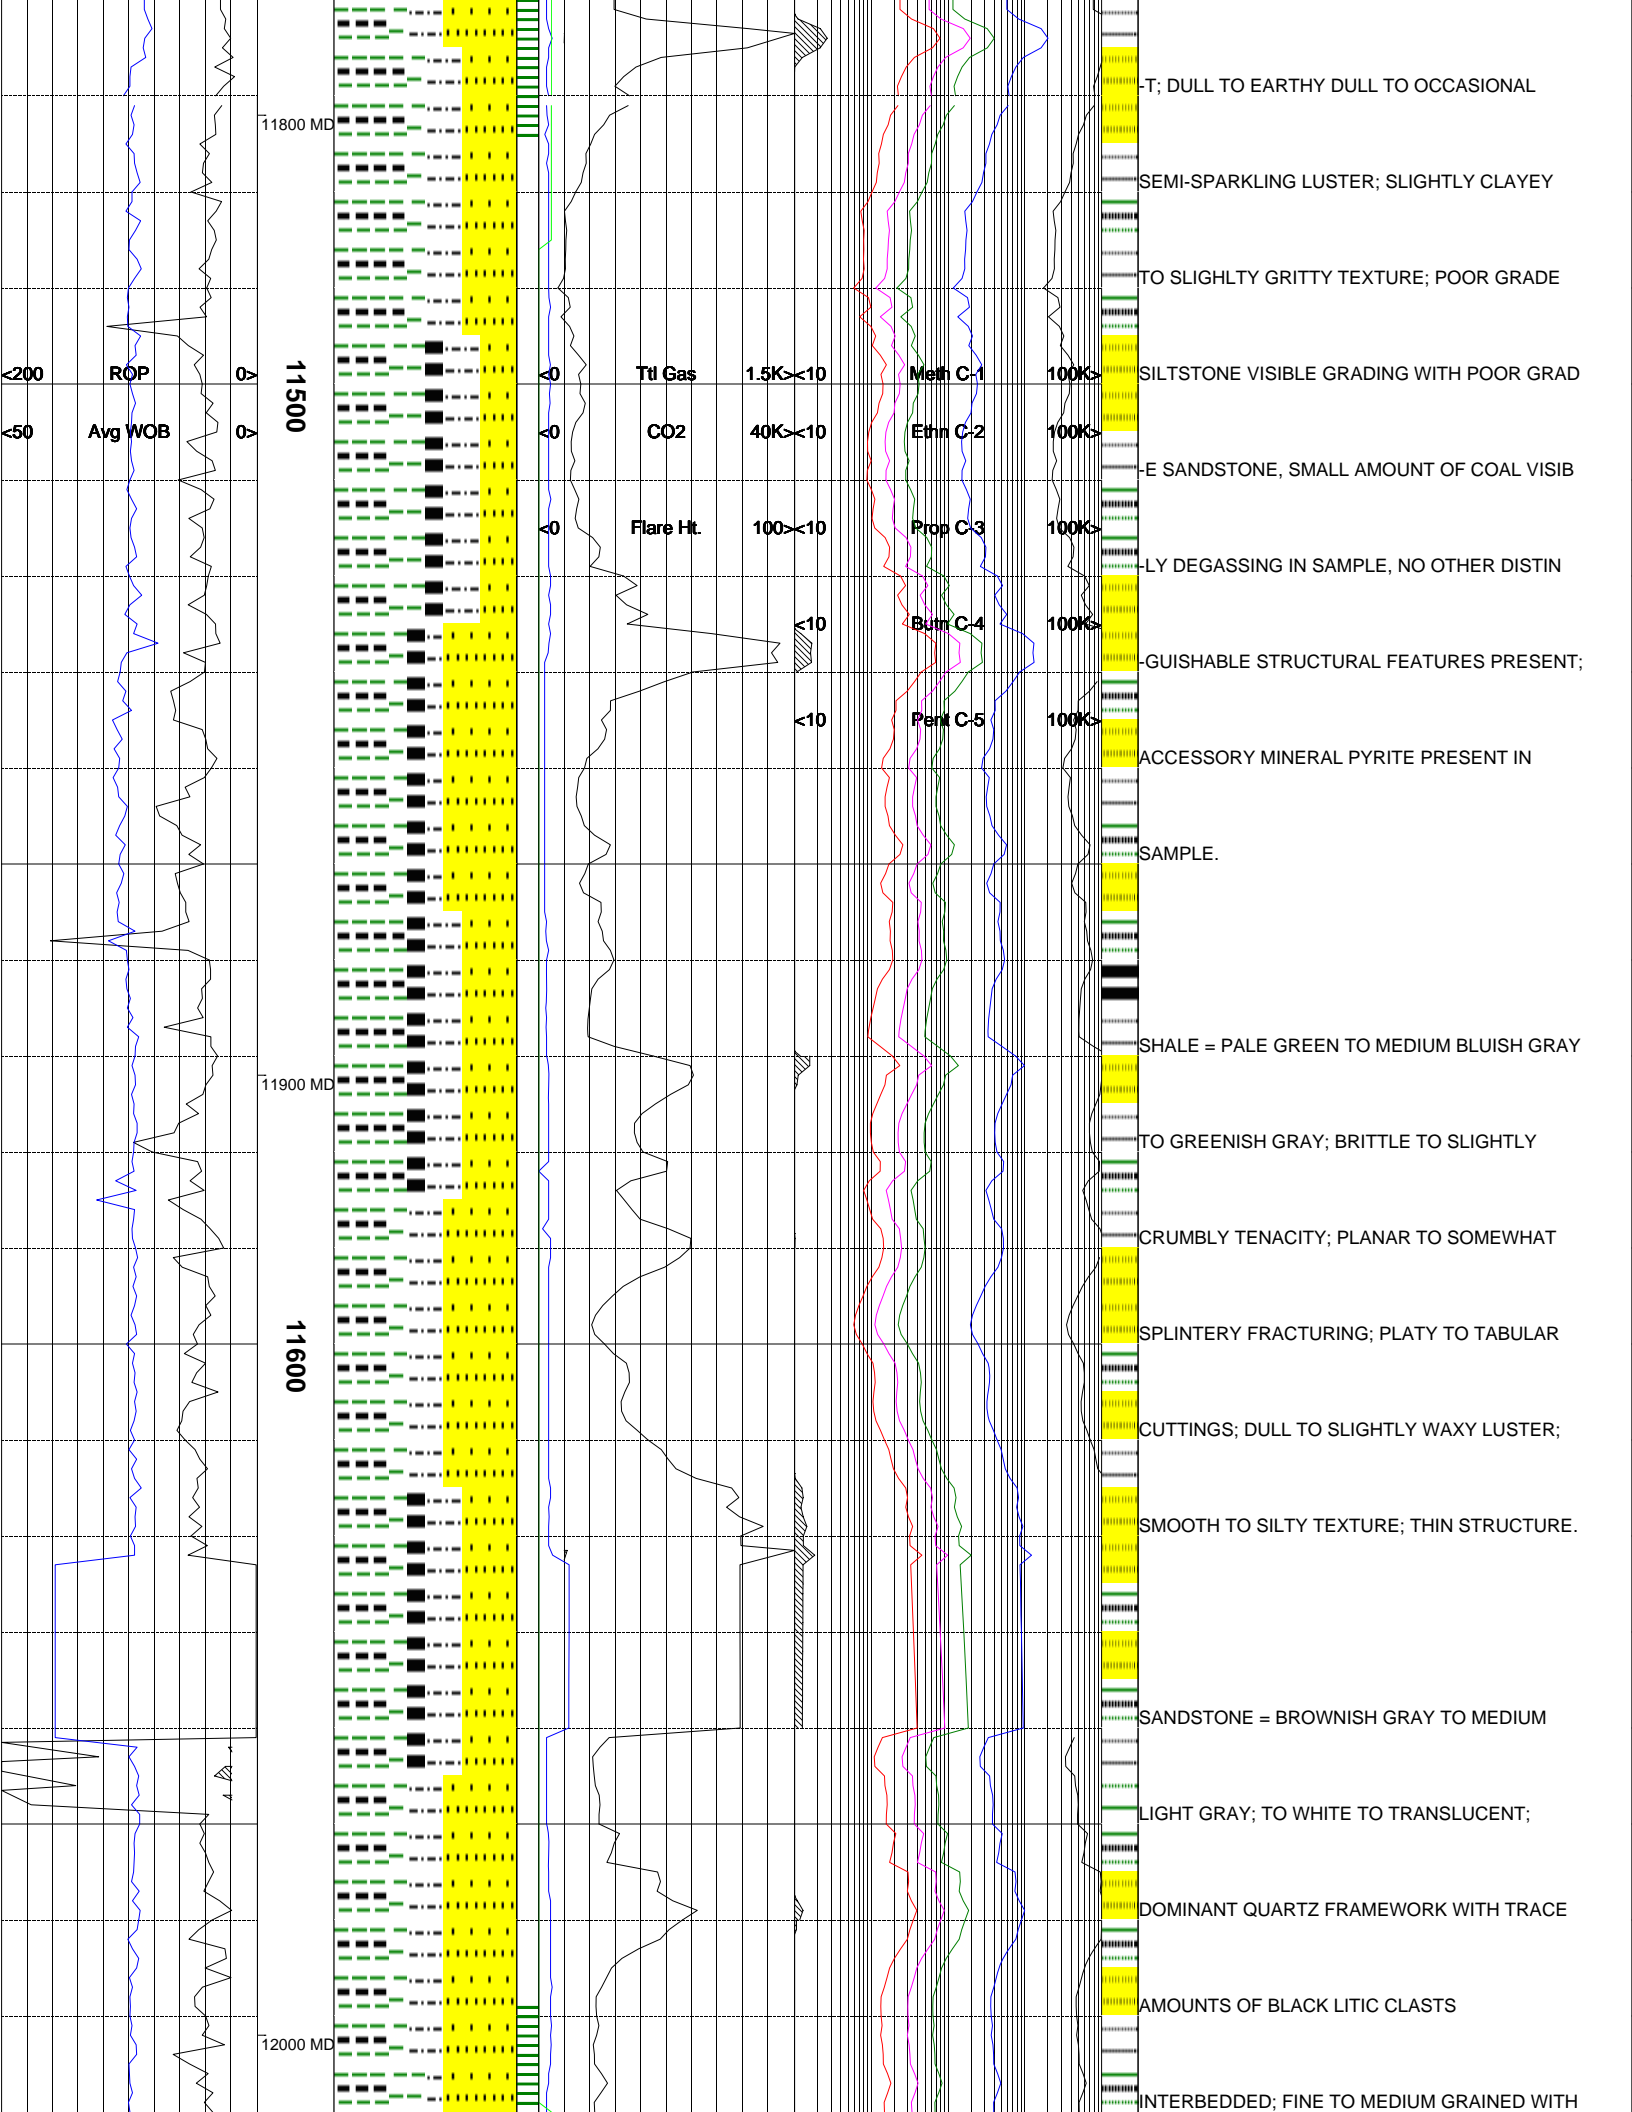 -T; DULL TO EARTHY DULL TO OCCASIONAL
11800 MD
SEMI-SPARKLING LUSTER; SLIGHTLY CLAYEY
TO SLIGHLTY GRITTY TEXTURE; POOR GRADE
<200 ROP 0> 11500 <0 Ttl Gas 1.5K> <10 Meth C-1 100K> SILTSTONE VISIBLE GRADING WITH POOR GRAD
<50 Avg WOB 0> <0 CO2 40K> <10 Ethn C-2 100K>
-E SANDSTONE, SMALL AMOUNT OF COAL VISIB
<0 Flare Ht. 100> <10 Prop C-3 100K>
-LY DEGASSING IN SAMPLE, NO OTHER DISTIN
<10 Butn C-4 100K>
-GUISHABLE STRUCTURAL FEATURES PRESENT;
<10 Pent C-5 100K>
ACCESSORY MINERAL PYRITE PRESENT IN
SAMPLE.
SHALE = PALE GREEN TO MEDIUM BLUISH GRAY
11900 MD
TO GREENISH GRAY; BRITTLE TO SLIGHTLY
CRUMBLY TENACITY; PLANAR TO SOMEWHAT
SPLINTERY FRACTURING; PLATY TO TABULAR
11600
CUTTINGS; DULL TO SLIGHTLY WAXY LUSTER;
SMOOTH TO SILTY TEXTURE; THIN STRUCTURE.
SANDSTONE = BROWNISH GRAY TO MEDIUM
LIGHT GRAY; TO WHITE TO TRANSLUCENT;
DOMINANT QUARTZ FRAMEWORK WITH TRACE
AMOUNTS OF BLACK LITIC CLASTS
12000 MD
INTERBEDDED; FINE TO MEDIUM GRAINED WITH